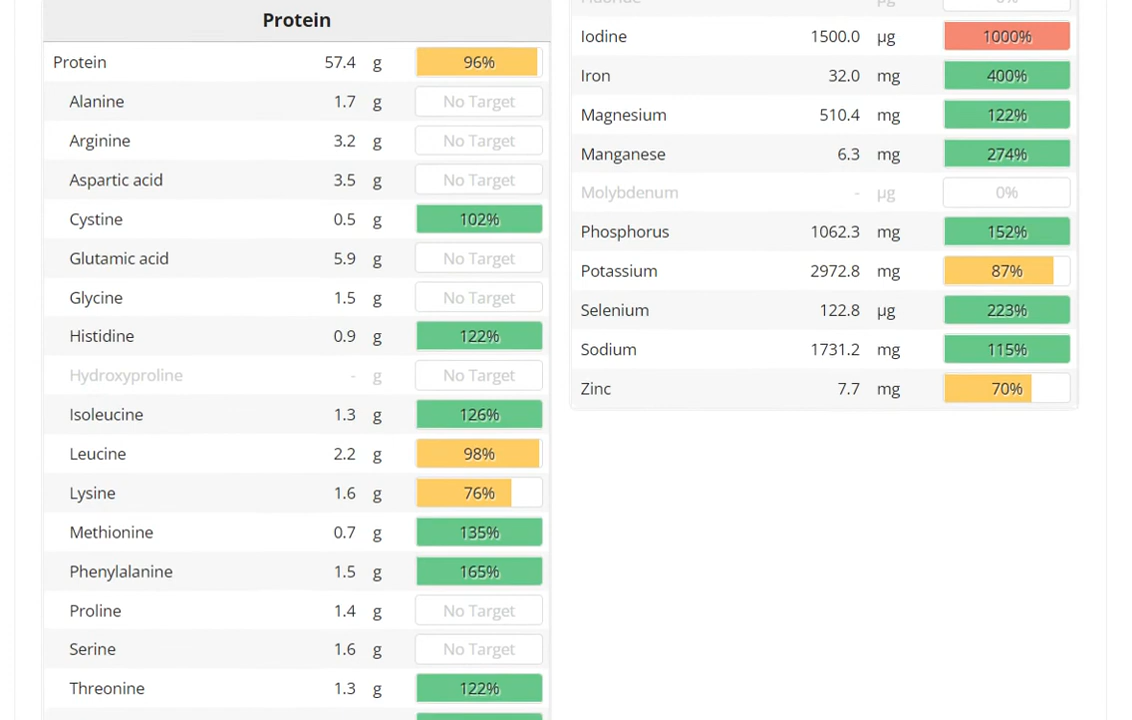 Protein
Protein 57.4 g 96%
Alanine 1.7 g No Target
Arginine 3.2 g No Target
Aspartic acid 3.5 g No Target
Cystine 0.5 g 102%
Glutamic acid 5.9 g No Target
Glycine 1.5 g No Target
Histidine 0.9 g 122%
Hydroxyproline - g No Target
Isoleucine 1.3 g 126%
Leucine 2.2 g 98%
Lysine 1.6 g 76%
Methionine 0.7 g 135%
Phenylalanine 1.5 g 165%
Proline 1.4 g No Target
Serine 1.6 g No Target
Threonine 1.3 g 122%
Iodine 1500.0 µg 1000%
Iron 32.0 mg 400%
Magnesium 510.4 mg 122%
Manganese 6.3 mg 274%
Molybdenum - µg 0%
Phosphorus 1062.3 mg 152%
Potassium 2972.8 mg 87%
Selenium 122.8 µg 223%
Sodium 1731.2 mg 115%
Zinc 7.7 mg 70%